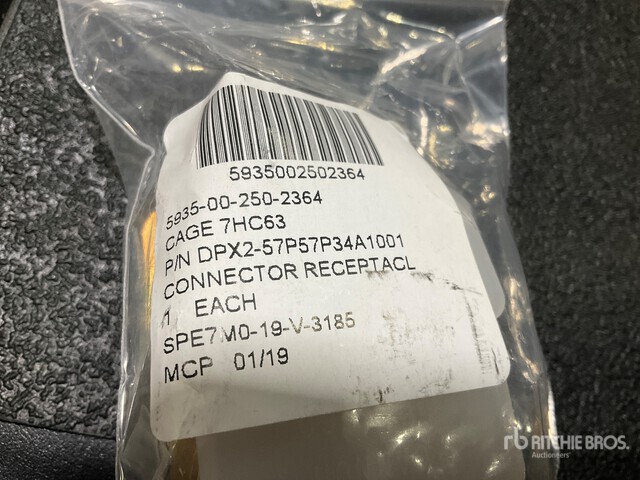 5935002502364
5935-00-250-2364
CAGE 7HC63
P/N DPX2-57P57P34A1001
CONNECTOR RECEPTACL
1 EACH
SPE7M0-19-V-3185
MCP 01/19
rb RITCHIE BROS.
Auctioneers